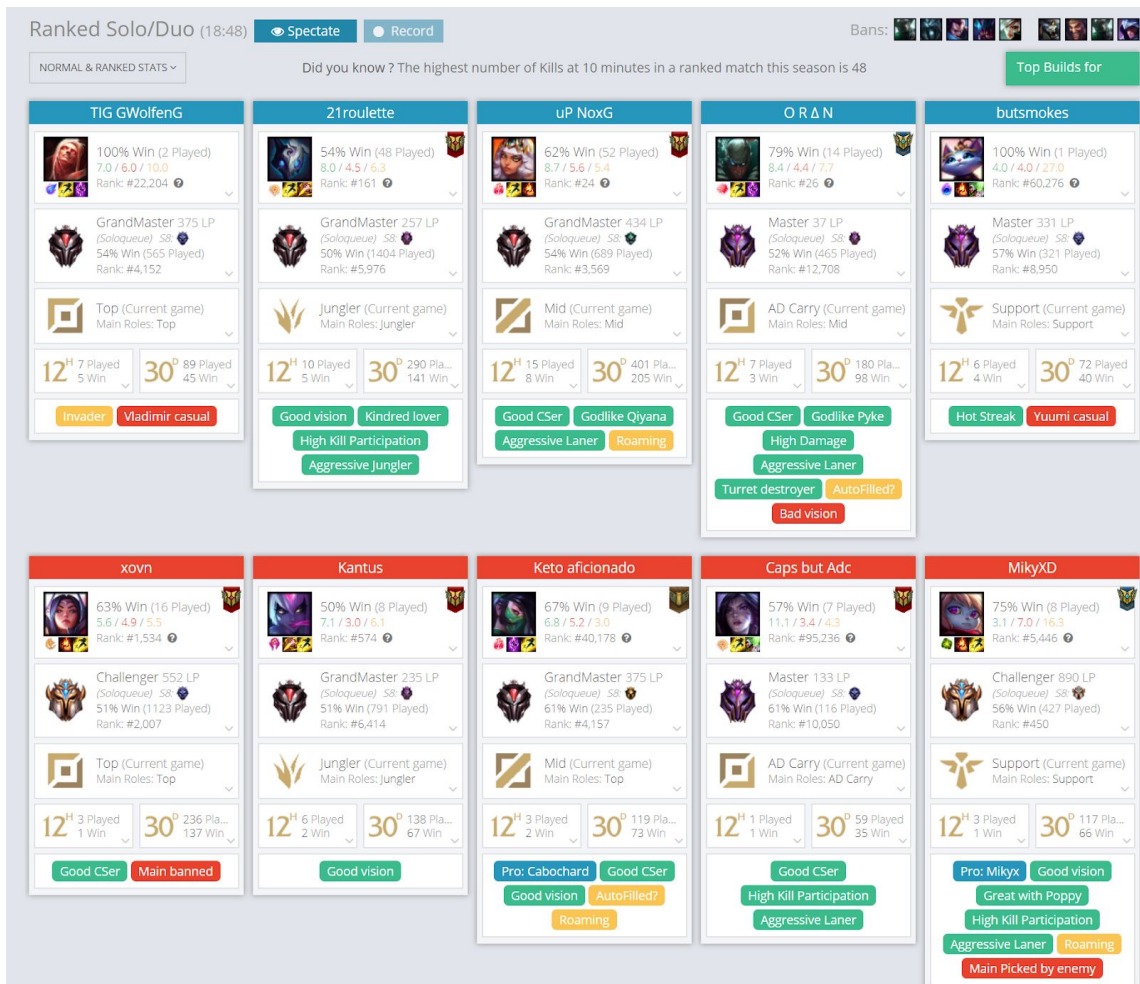 Ranked Solo/Duo (18:48) Spectate Record Bans:
NORMAL & RANKED STATS Did you know ? The highest number of Kills at 10 minutes in a ranked match this season is 48 Top Builds for
TIG GWolfenG
100% Win (2 Played)
7.0 / 6.0 / 10.0
Rank: #22,204
GrandMaster 375 LP
(Soloqueue) S8:
54% Win (565 Played)
Rank: #4,152
Top (Current game)
Main Roles: Top
12H 7 Played 5 Win
30D 89 Played 45 Win
Invader Vladimir casual
21roulette
54% Win (48 Played)
8.0 / 4.5 / 6.3
Rank: #161
GrandMaster 257 LP
(Soloqueue) S8:
50% Win (1404 Played)
Rank: #5,976
Jungler (Current game)
Main Roles: Jungler
12H 10 Played 5 Win
30D 290 Pla... 141 Win
Good vision Kindred lover
High Kill Participation
Aggressive Jungler
uP NoxG
62% Win (52 Played)
8.7 / 5.6 / 5.4
Rank: #24
GrandMaster 434 LP
(Soloqueue) S8:
54% Win (689 Played)
Rank: #3,569
Mid (Current game)
Main Roles: Mid
12H 15 Played 8 Win
30D 401 Pla... 205 Win
Good CSer Godlike Qiyana
Aggressive Laner Roaming
O R Δ N
79% Win (14 Played)
8.4 / 4.4 / 7.7
Rank: #26
Master 37 LP
(Soloqueue) S8:
52% Win (465 Played)
Rank: #12,708
AD Carry (Current game)
Main Roles: Mid
12H 7 Played 3 Win
30D 180 Pla... 98 Win
Good CSer Godlike Pyke
High Damage
Aggressive Laner
Turret destroyer AutoFilled?
Bad vision
butsmokes
100% Win (1 Played)
4.0 / 4.0 / 27.0
Rank: #60,276
Master 331 LP
(Soloqueue) S8:
57% Win (321 Played)
Rank: #8,950
Support (Current game)
Main Roles: Support
12H 6 Played 4 Win
30D 72 Played 40 Win
Hot Streak Yuumi casual
xovn
63% Win (16 Played)
5.6 / 4.9 / 5.5
Rank: #1,534
Challenger 552 LP
(Soloqueue) S8:
51% Win (1123 Played)
Rank: #2,007
Top (Current game)
Main Roles: Top
12H 3 Played 1 Win
30D 236 Pla... 137 Win
Good CSer Main banned
Kantus
50% Win (8 Played)
7.1 / 3.0 / 6.1
Rank: #574
GrandMaster 235 LP
(Soloqueue) S8:
51% Win (791 Played)
Rank: #6,414
Jungler (Current game)
Main Roles: Jungler
12H 6 Played 2 Win
30D 138 Pla... 67 Win
Good vision
Keto aficionado
67% Win (9 Played)
6.8 / 5.2 / 3.0
Rank: #40,178
GrandMaster 375 LP
(Soloqueue) S8:
61% Win (235 Played)
Rank: #4,157
Mid (Current game)
Main Roles: Top
12H 3 Played 2 Win
30D 119 Pla... 73 Win
Pro: Cabochard Good CSer
Good vision AutoFilled?
Roaming
Caps but Adc
57% Win (7 Played)
11.1 / 3.4 / 4.3
Rank: #95,236
Master 133 LP
(Soloqueue) S8:
61% Win (116 Played)
Rank: #10,050
AD Carry (Current game)
Main Roles: AD Carry
12H 1 Played 1 Win
30D 59 Played 35 Win
Good CSer
High Kill Participation
Aggressive Laner
MikyXD
75% Win (8 Played)
3.1 / 7.0 / 16.3
Rank: #5,446
Challenger 890 LP
(Soloqueue) S8:
56% Win (427 Played)
Rank: #450
Support (Current game)
Main Roles: Support
12H 3 Played 1 Win
30D 117 Pla... 66 Win
Pro: Mikyx Good vision
Great with Poppy
High Kill Participation
Aggressive Laner Roaming
Main Picked by enemy